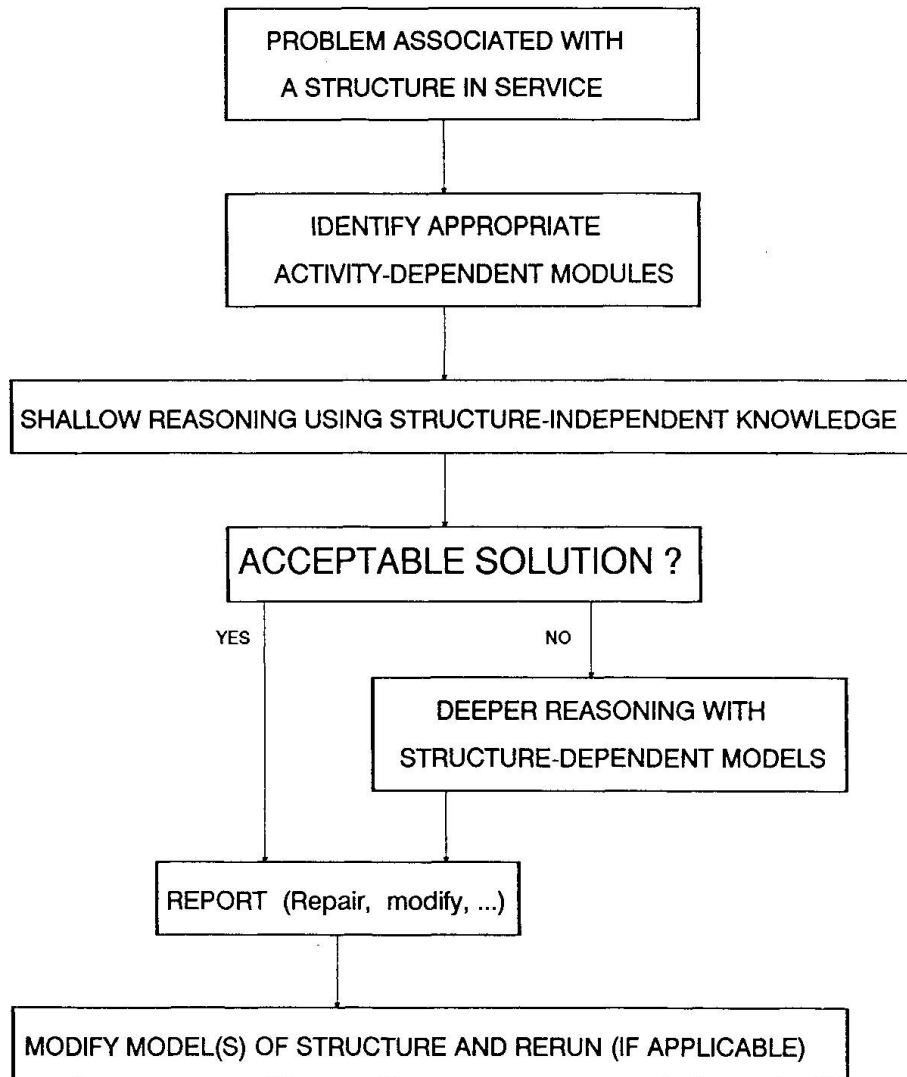 PROBLEM ASSOCIATED WITH
A STRUCTURE IN SERVICE
IDENTIFY APPROPRIATE
ACTIVITY-DEPENDENT MODULES
SHALLOW REASONING USING STRUCTURE-INDEPENDENT KNOWLEDGE
ACCEPTABLE SOLUTION ?
YES
NO
DEEPER REASONING WITH
STRUCTURE-DEPENDENT MODELS
REPORT (Repair, modify, ...)
MODIFY MODEL(S) OF STRUCTURE AND RERUN (IF APPLICABLE)